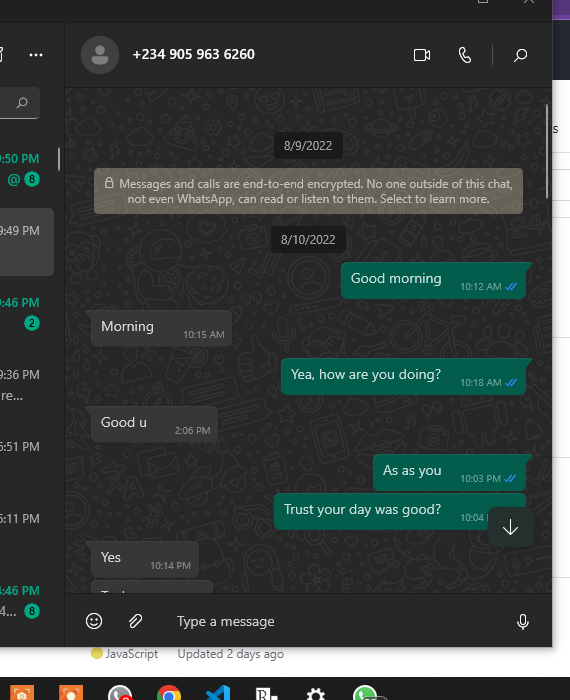 +234 905 963 6260
:50 PM
@ 8
9:49 PM
:46 PM
2
9:36 PM
re...
6:51 PM
6:11 PM
4:46 PM
4... 8
8/9/2022
Messages and calls are end-to-end encrypted. No one outside of this chat,
not even WhatsApp, can read or listen to them. Select to learn more.
8/10/2022
Good morning
10:12 AM
Morning
10:15 AM
Yea, how are you doing?
10:18 AM
Good u
2:06 PM
As as you
10:03 PM
Trust your day was good?
10:04
Yes
10:14 PM
Type a message
s
JavaScript Updated 2 days ago